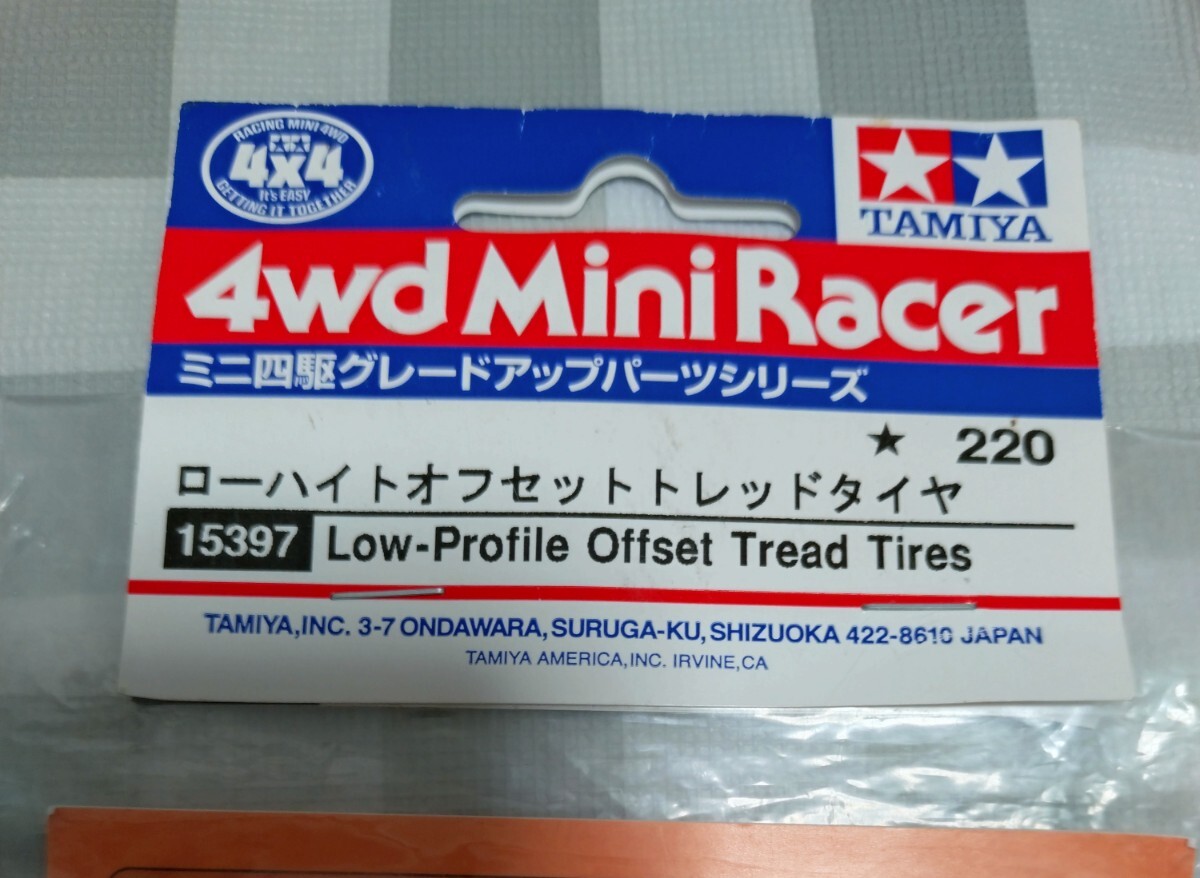 RACING MINI 4WD
4x4
It's EASY
GETTING IT TOGETHER
TAMIYA
4wd Mini Racer
ミニ四駆グレードアップパーツシリーズ
★ 220
ローハイトオフセットトレッドタイヤ
15397 Low-Profile Offset Tread Tires
TAMIYA,INC. 3-7 ONDAWARA, SURUGA-KU, SHIZUOKA 422-8610 JAPAN
TAMIYA AMERICA, INC. IRVINE, CA